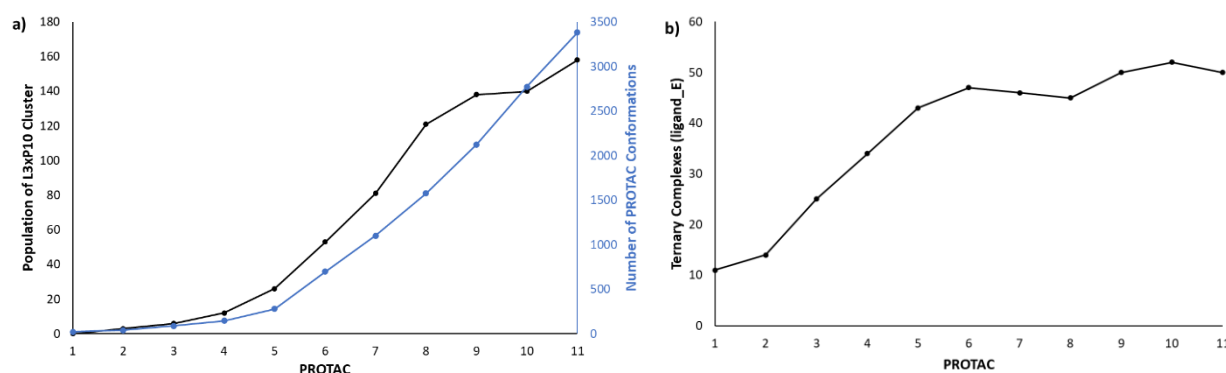 a)
Population of L3xP10 Cluster
180
160
140
120
100
80
60
40
20
0
1 2 3 4 5 6 7 8 9 10 11
PROTAC
3500
3000
2500
2000
1500
1000
500
0
Number of PROTAC Conformations
b)
Ternary Complexes (ligand_E)
60
50
40
30
20
10
0
1 2 3 4 5 6 7 8 9 10 11
PROTAC